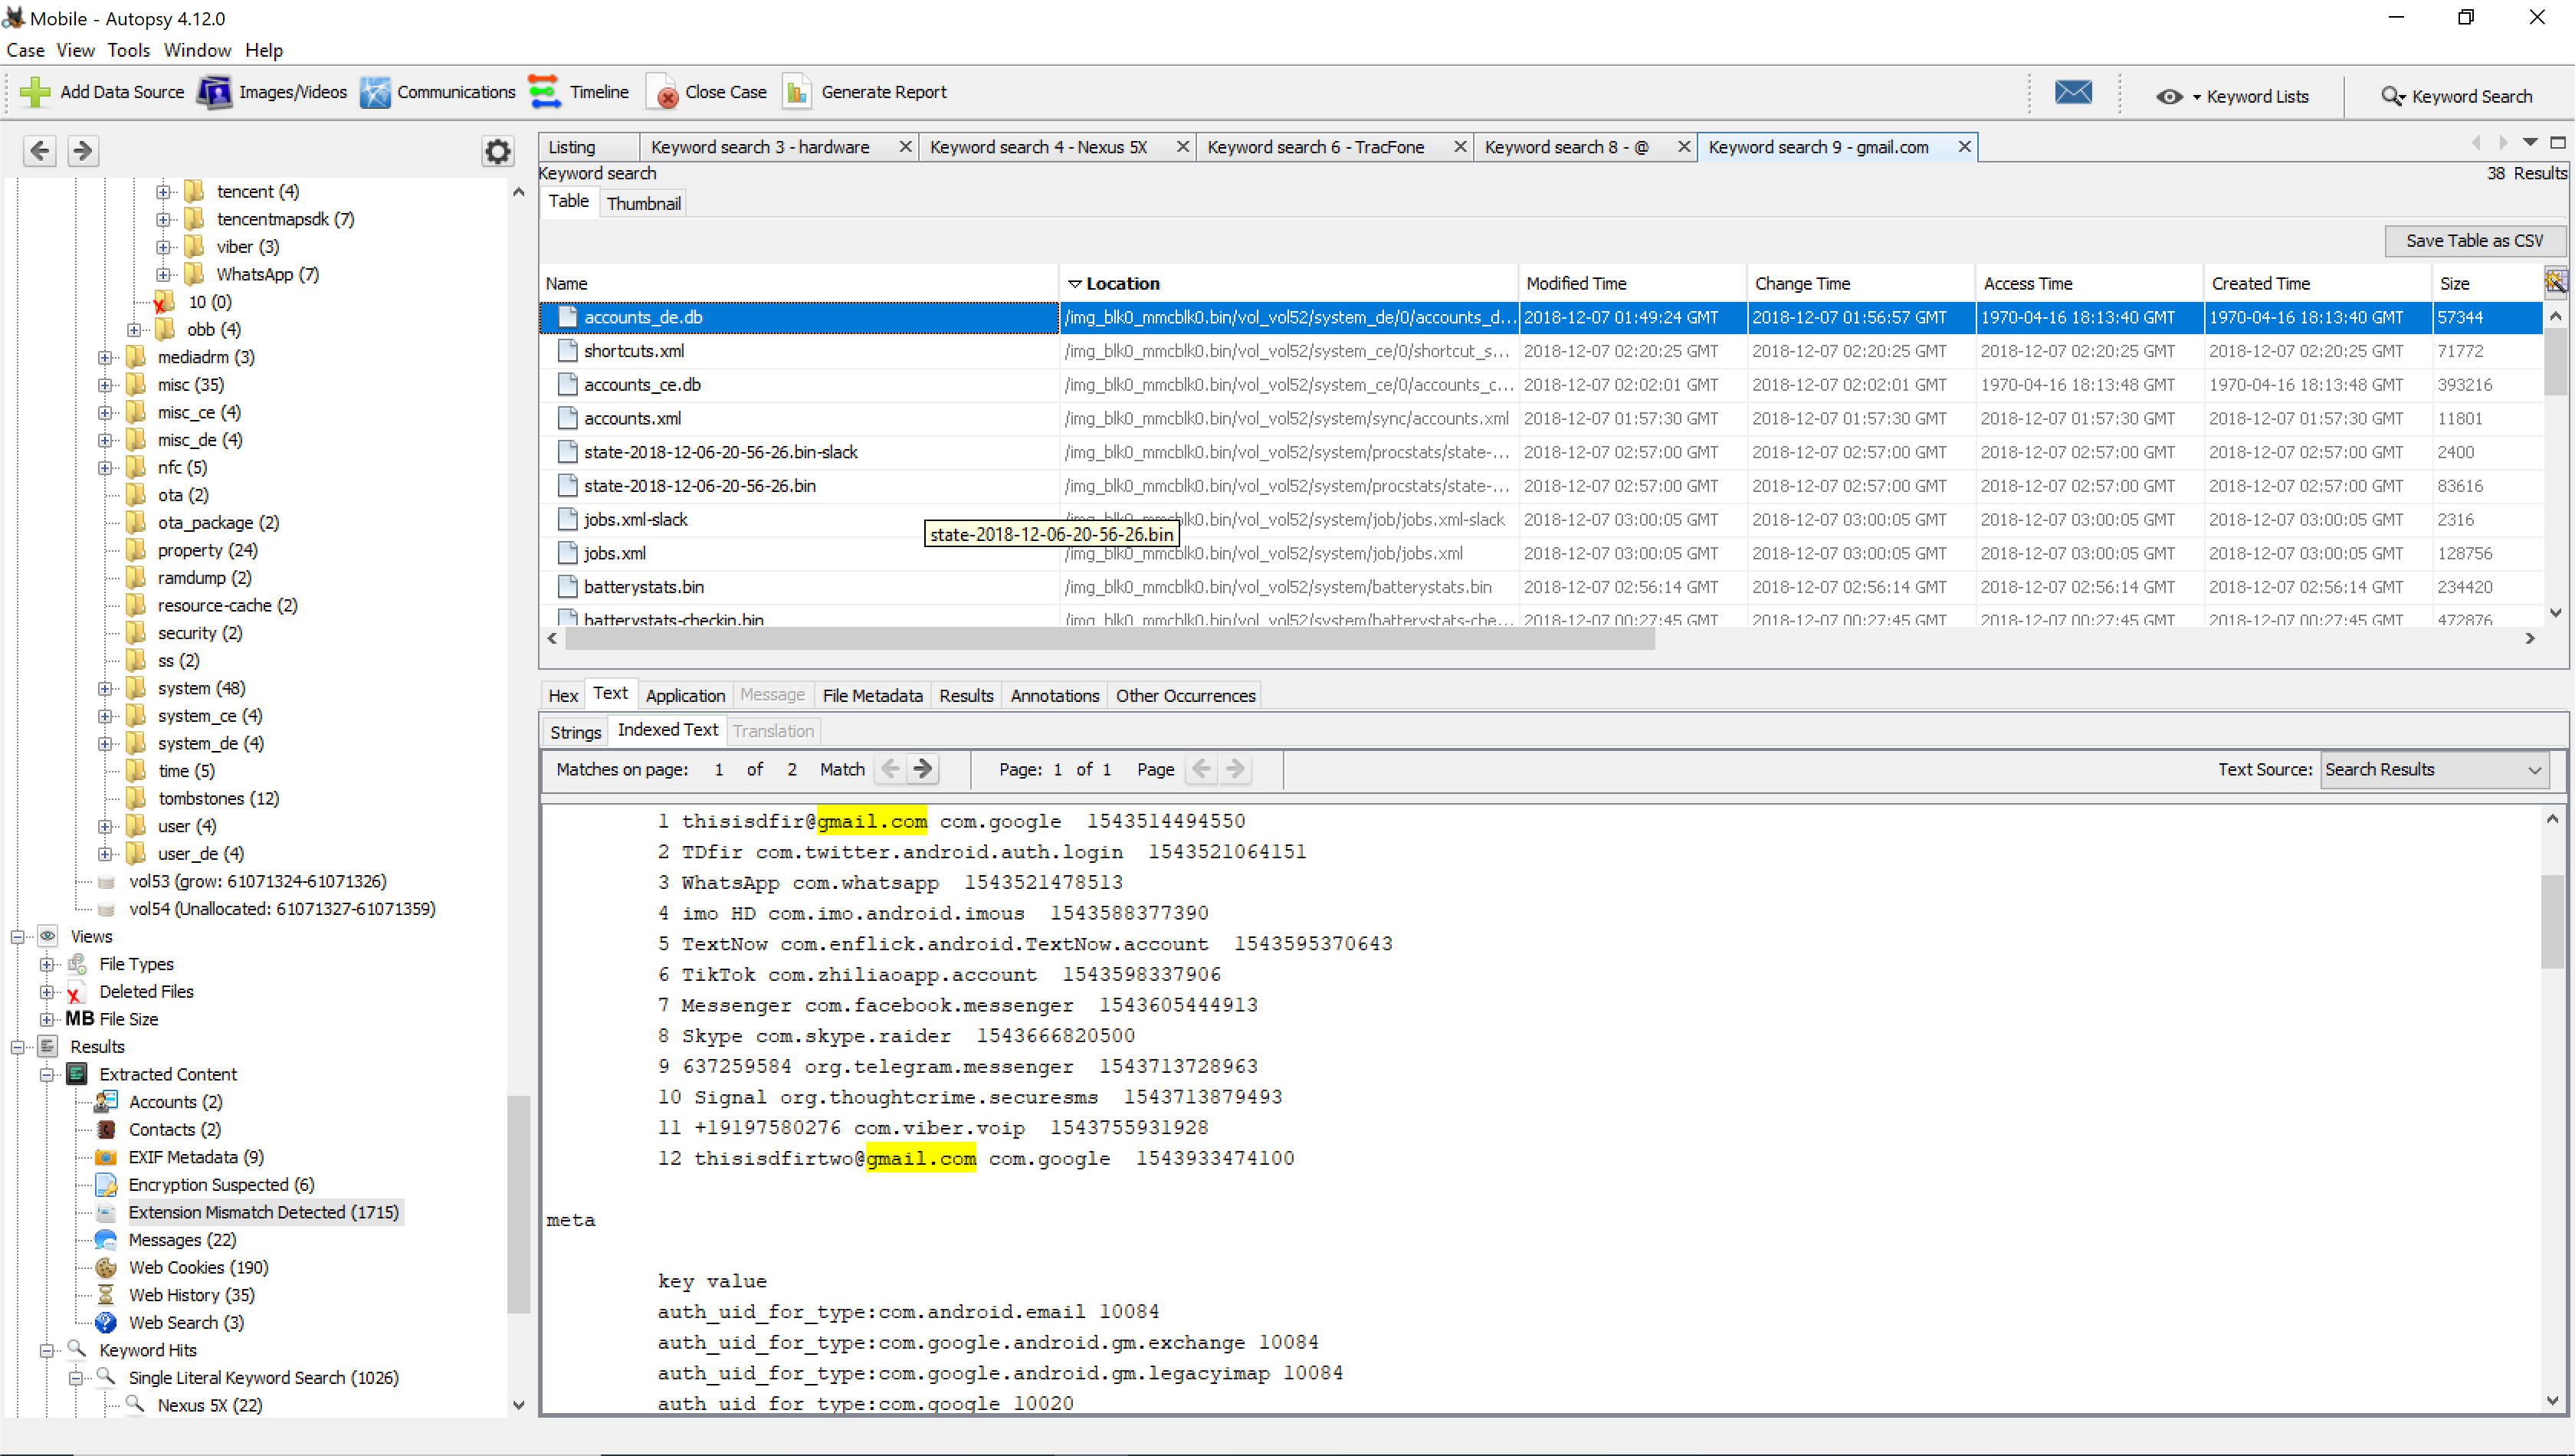 Mobile - Autopsy 4.12.0
Case View Tools Window Help
Add Data Source Images/Videos Communications Timeline Close Case Generate Report Keyword Lists Keyword Search
tencent (4)
tencentmapsdk (7)
viber (3)
WhatsApp (7)
10 (0)
obb (4)
mediadrm (3)
misc (35)
misc_ce (4)
misc_de (4)
nfc (5)
ota (2)
ota_package (2)
property (24)
ramdump (2)
resource-cache (2)
security (2)
ss (2)
system (48)
system_ce (4)
system_de (4)
time (5)
tombstones (12)
user (4)
user_de (4)
vol53 (grow: 61071324-61071326)
vol54 (Unallocated: 61071327-61071359)
Views
File Types
Deleted Files
MB File Size
Results
Extracted Content
Accounts (2)
Contacts (2)
EXIF Metadata (9)
Encryption Suspected (6)
Extension Mismatch Detected (1715)
Messages (22)
Web Cookies (190)
Web History (35)
Web Search (3)
Keyword Hits
Single Literal Keyword Search (1026)
Nexus 5X (22)
Listing Keyword search 3 - hardware Keyword search 4 - Nexus 5X Keyword search 6 - TracFone Keyword search 8 - @ Keyword search 9 - gmail.com
Keyword search 38 Results
Table Thumbnail
Save Table as CSV
Name Location Modified Time Change Time Access Time Created Time Size
accounts_de.db /img_blk0_mmcblk0.bin/vol_vol52/system_de/0/accounts_d... 2018-12-07 01:49:24 GMT 2018-12-07 01:56:57 GMT 1970-04-16 18:13:40 GMT 1970-04-16 18:13:40 GMT 57344
shortcuts.xml /img_blk0_mmcblk0.bin/vol_vol52/system_ce/0/shortcut_s... 2018-12-07 02:20:25 GMT 2018-12-07 02:20:25 GMT 2018-12-07 02:20:25 GMT 2018-12-07 02:20:25 GMT 71772
accounts_ce.db /img_blk0_mmcblk0.bin/vol_vol52/system_ce/0/accounts_c... 2018-12-07 02:02:01 GMT 2018-12-07 02:02:01 GMT 1970-04-16 18:13:48 GMT 1970-04-16 18:13:48 GMT 393216
accounts.xml /img_blk0_mmcblk0.bin/vol_vol52/system/sync/accounts.xml 2018-12-07 01:57:30 GMT 2018-12-07 01:57:30 GMT 2018-12-07 01:57:30 GMT 2018-12-07 01:57:30 GMT 11801
state-2018-12-06-20-56-26.bin-slack /img_blk0_mmcblk0.bin/vol_vol52/system/procstats/state-... 2018-12-07 02:57:00 GMT 2018-12-07 02:57:00 GMT 2018-12-07 02:57:00 GMT 2018-12-07 02:57:00 GMT 2400
state-2018-12-06-20-56-26.bin /img_blk0_mmcblk0.bin/vol_vol52/system/procstats/state-... 2018-12-07 02:57:00 GMT 2018-12-07 02:57:00 GMT 2018-12-07 02:57:00 GMT 2018-12-07 02:57:00 GMT 83616
jobs.xml-slack /img_blk0_mmcblk0.bin/vol_vol52/system/job/jobs.xml-slack 2018-12-07 03:00:05 GMT 2018-12-07 03:00:05 GMT 2018-12-07 03:00:05 GMT 2018-12-07 03:00:05 GMT 2316
state-2018-12-06-20-56-26.bin
jobs.xml /img_blk0_mmcblk0.bin/vol_vol52/system/job/jobs.xml 2018-12-07 03:00:05 GMT 2018-12-07 03:00:05 GMT 2018-12-07 03:00:05 GMT 2018-12-07 03:00:05 GMT 128756
batterystats.bin /img_blk0_mmcblk0.bin/vol_vol52/system/batterystats.bin 2018-12-07 02:56:14 GMT 2018-12-07 02:56:14 GMT 2018-12-07 02:56:14 GMT 2018-12-07 02:56:14 GMT 234420
batterystats-checkin.bin /img_blk0_mmcblk0.bin/vol_vol52/system/batterystats-che... 2018-12-07 00:27:45 GMT 2018-12-07 00:27:45 GMT 2018-12-07 00:27:45 GMT 2018-12-07 00:27:45 GMT 472876
Hex Text Application Message File Metadata Results Annotations Other Occurrences
Strings Indexed Text Translation
Matches on page: 1 of 2 Match Page: 1 of 1 Page Text Source: Search Results
1 thisisdfir@gmail.com com.google 1543514494550
2 TDfir com.twitter.android.auth.login 1543521064151
3 WhatsApp com.whatsapp 1543521478513
4 imo HD com.imo.android.imous 1543588377390
5 TextNow com.enflick.android.TextNow.account 1543595370643
6 TikTok com.zhiliaoapp.account 1543598337906
7 Messenger com.facebook.messenger 1543605444913
8 Skype com.skype.raider 1543666820500
9 637259584 org.telegram.messenger 1543713728963
10 Signal org.thoughtcrime.securesms 1543713879493
11 +19197580276 com.viber.voip 1543755931928
12 thisisdfirtwo@gmail.com com.google 1543933474100
meta
key value
auth_uid_for_type:com.android.email 10084
auth_uid_for_type:com.google.android.gm.exchange 10084
auth_uid_for_type:com.google.android.gm.legacyimap 10084
auth_uid_for_type:com.google 10020